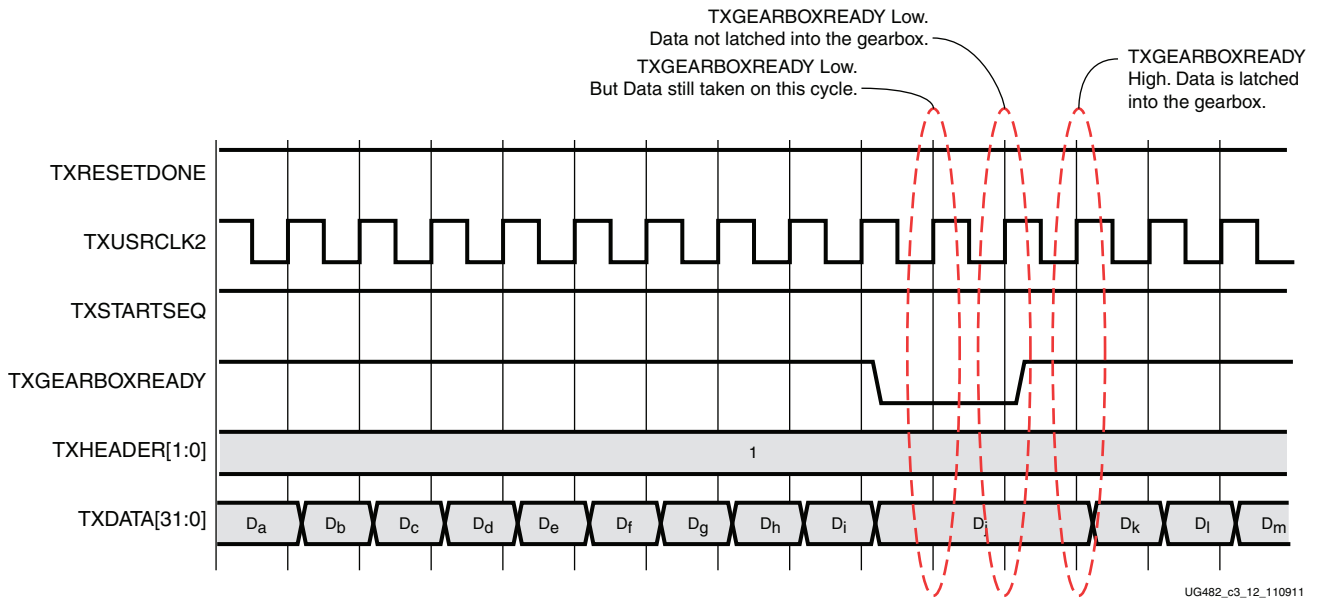 TXGEARBOXREADY Low.
Data not latched into the gearbox.
TXGEARBOXREADY Low.
But Data still taken on this cycle.
TXGEARBOXREADY
High. Data is latched
into the gearbox.
TXRESETDONE
TXUSRCLK2
TXSTARTSEQ
TXGEARBOXREADY
TXHEADER[1:0]
1
TXDATA[31:0]
Da Db Dc Dd De Df Dg Dh Di Dj Dk Dl Dm
UG482_c3_12_110911